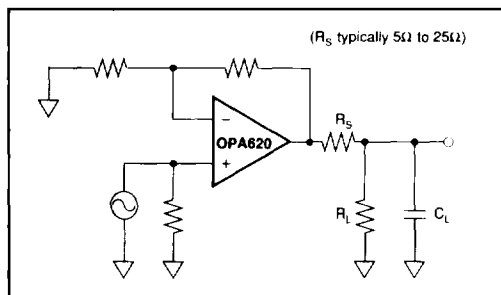 (Rs typically 5Ω to 25Ω)
−
OPA620
+
Rs
RL
CL